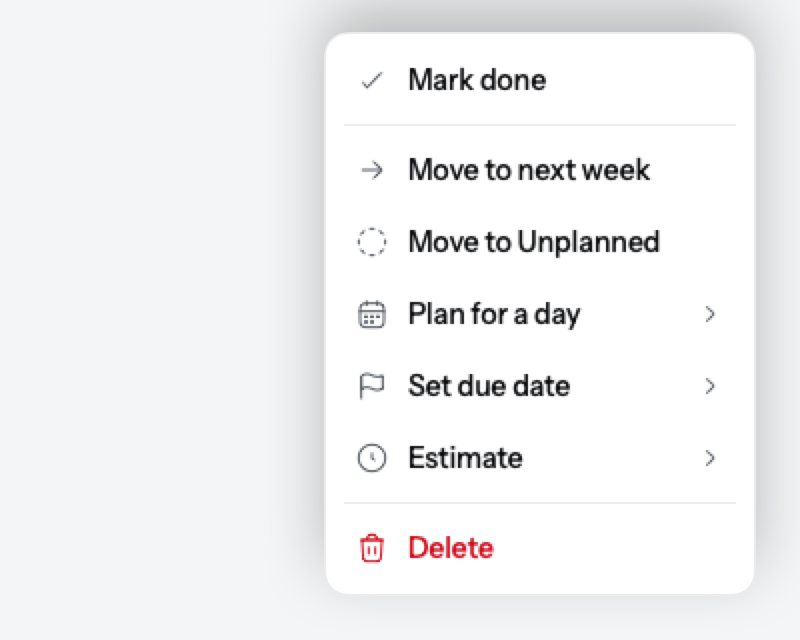 Mark done
Move to next week
Move to Unplanned
Plan for a day
Set due date
Estimate
Delete